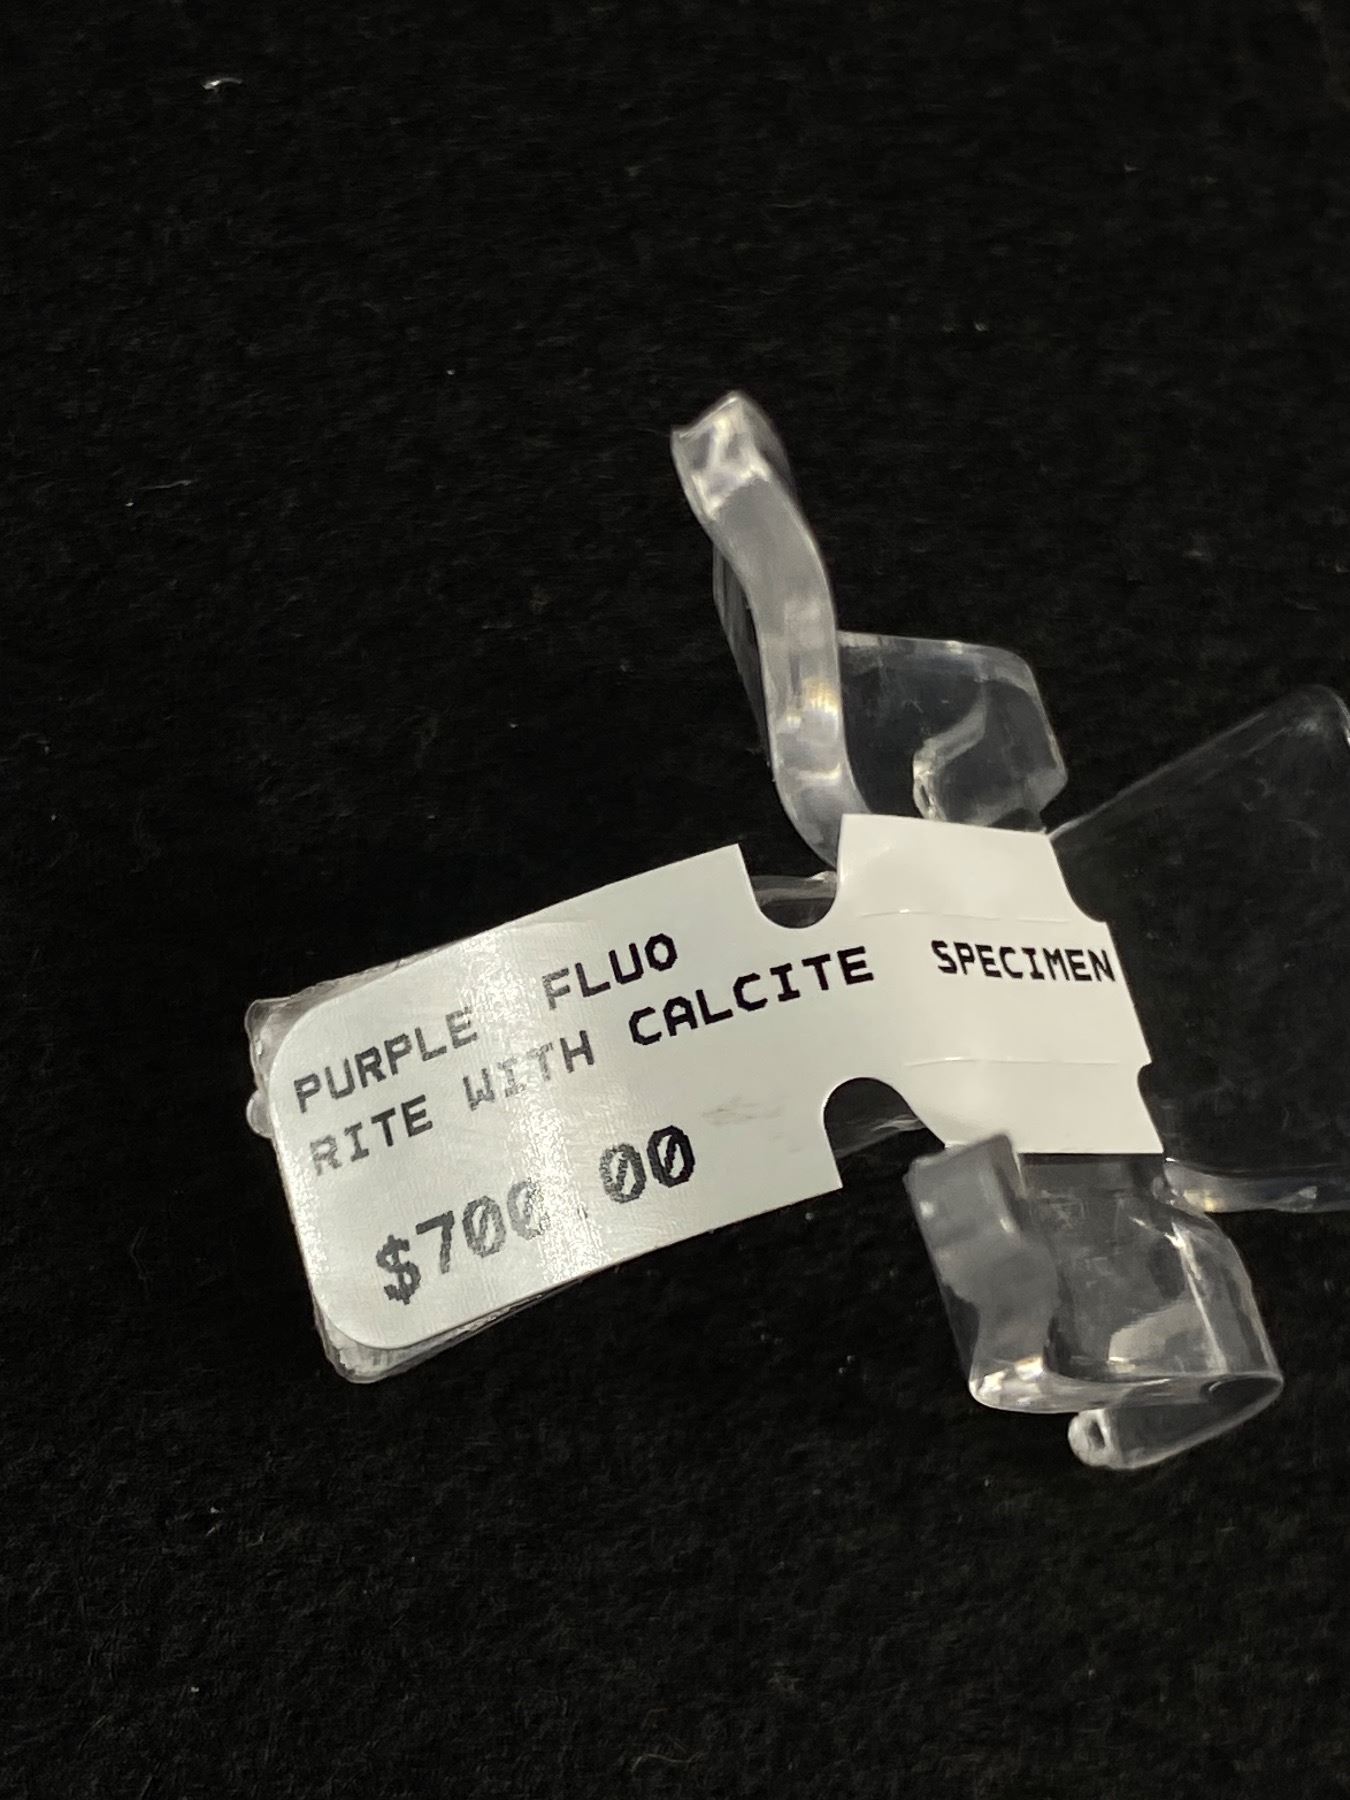 PURPLE FLUO
RITE WITH CALCITE SPECIMEN
$700.00